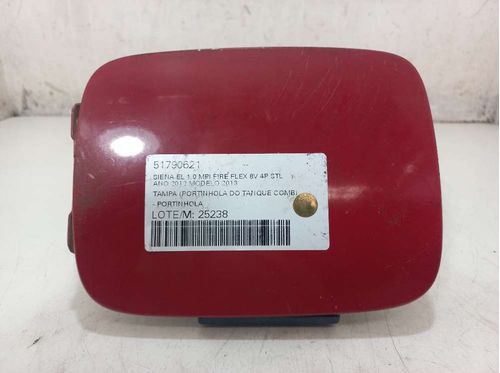 51790621
SIENA EL 1.0 MPI FIRE FLEX 8V 4P STL
ANO 2012 MODELO 2013
TAMPA (PORTINHOLA DO TANQUE COMB)
- PORTINHOLA
LOTE/M: 25238